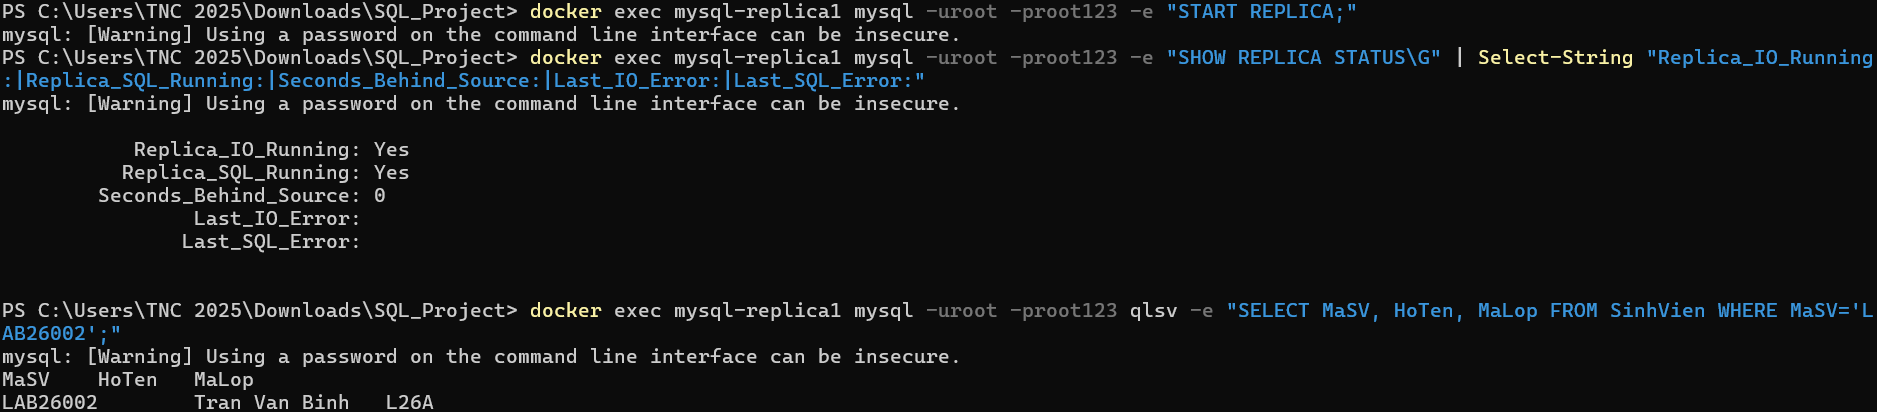 PS C:\Users\TNC 2025\Downloads\SQL_Project> docker exec mysql-replica1 mysql -uroot -proot123 -e "START REPLICA;"
mysql: [Warning] Using a password on the command line interface can be insecure.
PS C:\Users\TNC 2025\Downloads\SQL_Project> docker exec mysql-replica1 mysql -uroot -proot123 -e "SHOW REPLICA STATUS\G" | Select-String "Replica_IO_Running
:|Replica_SQL_Running:|Seconds_Behind_Source:|Last_IO_Error:|Last_SQL_Error:"
mysql: [Warning] Using a password on the command line interface can be insecure.
Replica_IO_Running: Yes
Replica_SQL_Running: Yes
Seconds_Behind_Source: 0
Last_IO_Error:
Last_SQL_Error:
PS C:\Users\TNC 2025\Downloads\SQL_Project> docker exec mysql-replica1 mysql -uroot -proot123 qlsv -e "SELECT MaSV, HoTen, MaLop FROM SinhVien WHERE MaSV='L
AB26002';"
mysql: [Warning] Using a password on the command line interface can be insecure.
MaSV    HoTen   MaLop
LAB26002        Tran Van Binh   L26A